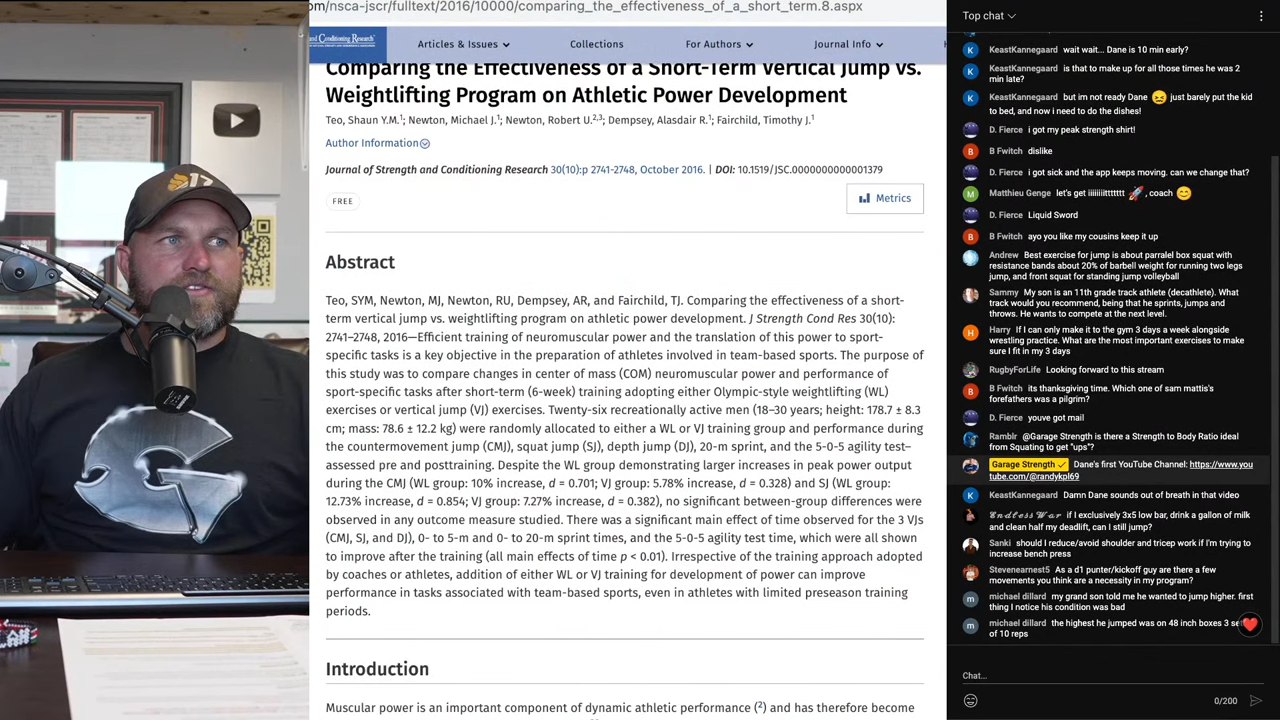 om/nsca-jscr/fulltext/2016/10000/comparing_the_effectiveness_of_a_short_term.8.aspx
and Conditioning Research
Articles & Issues
Collections
For Authors
Journal Info
Comparing the Effectiveness of a Short-Term Vertical Jump vs.
Weightlifting Program on Athletic Power Development
Teo, Shaun Y.M.1; Newton, Michael J.1; Newton, Robert U.2,3; Dempsey, Alasdair R.1; Fairchild, Timothy J.1
Author Information
Journal of Strength and Conditioning Research 30(10):p 2741-2748, October 2016. | DOI: 10.1519/JSC.0000000000001379
FREE
Metrics
Abstract
Teo, SYM, Newton, MJ, Newton, RU, Dempsey, AR, and Fairchild, TJ. Comparing the effectiveness of a short-
term vertical jump vs. weightlifting program on athletic power development. J Strength Cond Res 30(10):
2741–2748, 2016—Efficient training of neuromuscular power and the translation of this power to sport-
specific tasks is a key objective in the preparation of athletes involved in team-based sports. The purpose of
this study was to compare changes in center of mass (COM) neuromuscular power and performance of
sport-specific tasks after short-term (6-week) training adopting either Olympic-style weightlifting (WL)
exercises or vertical jump (VJ) exercises. Twenty-six recreationally active men (18–30 years; height: 178.7 ± 8.3
cm; mass: 78.6 ± 12.2 kg) were randomly allocated to either a WL or VJ training group and performance during
the countermovement jump (CMJ), squat jump (SJ), depth jump (DJ), 20-m sprint, and the 5-0-5 agility test–
assessed pre and posttraining. Despite the WL group demonstrating larger increases in peak power output
during the CMJ (WL group: 10% increase, d = 0.701; VJ group: 5.78% increase, d = 0.328) and SJ (WL group:
12.73% increase, d = 0.854; VJ group: 7.27% increase, d = 0.382), no significant between-group differences were
observed in any outcome measure studied. There was a significant main effect of time observed for the 3 VJs
(CMJ, SJ, and DJ), 0- to 5-m and 0- to 20-m sprint times, and the 5-0-5 agility test time, which were all shown
to improve after the training (all main effects of time p < 0.01). Irrespective of the training approach adopted
by coaches or athletes, addition of either WL or VJ training for development of power can improve
performance in tasks associated with team-based sports, even in athletes with limited preseason training
periods.
Introduction
Muscular power is an important component of dynamic athletic performance (2) and has therefore become
17
G
Top chat
K KeastKannegaard wait wait... Dane is 10 min early?
K KeastKannegaard is that to make up for all those times he was 2
min late?
K KeastKannegaard but im not ready Dane 😖 just barely put the kid
to bed, and now i need to do the dishes!
D. Fierce i got my peak strength shirt!
B B Fwitch dislike
D. Fierce i got sick and the app keeps moving. can we change that?
M Matthieu Genge let's get iiiiiiiitttttt 🚀 , coach 😊
D. Fierce Liquid Sword
B B Fwitch ayo you like my cousins keep it up
Andrew Best exercise for jump is about parralel box squat with
resistance bands about 20% of barbell weight for running two legs
jump, and front squat for standing jump volleyball
Sammy My son is an 11th grade track athlete (decathlete). What
track would you recommend, being that he sprints, jumps and
throws. He wants to compete at the next level.
H Harry If I can only make it to the gym 3 days a week alongside
wrestling practice. What are the most important exercises to make
sure I fit in my 3 days
RugbyForLife Looking forward to this stream
B B Fwitch its thanksgiving time. Which one of sam mattis's
forefathers was a pilgrim?
D. Fierce youve got mail
Ramblr @Garage Strength is there a Strength to Body Ratio ideal
from Squating to get "ups"?
Garage Strength ✓ Dane's first YouTube Channel: https://www.you
tube.com/@randykpl69
K KeastKannegaard Damn Dane sounds out of breath in that video
𝓔𝓷𝓭𝓵𝓮𝓼𝓼 𝓦𝓪𝓻 if I exclusively 3x5 low bar, drink a gallon of milk
and clean half my deadlift, can I still jump?
Sanki should I reduce/avoid shoulder and tricep work if I'm trying to
increase bench press
Stevenearnest5 As a d1 punter/kickoff guy are there a few
movements you think are a necessity in my program?
m michael dillard my grand son told me he wanted to jump higher. first
thing I notice his condition was bad
m michael dillard the highest he jumped was on 48 inch boxes 3 se
of 10 reps
Chat...
0/200